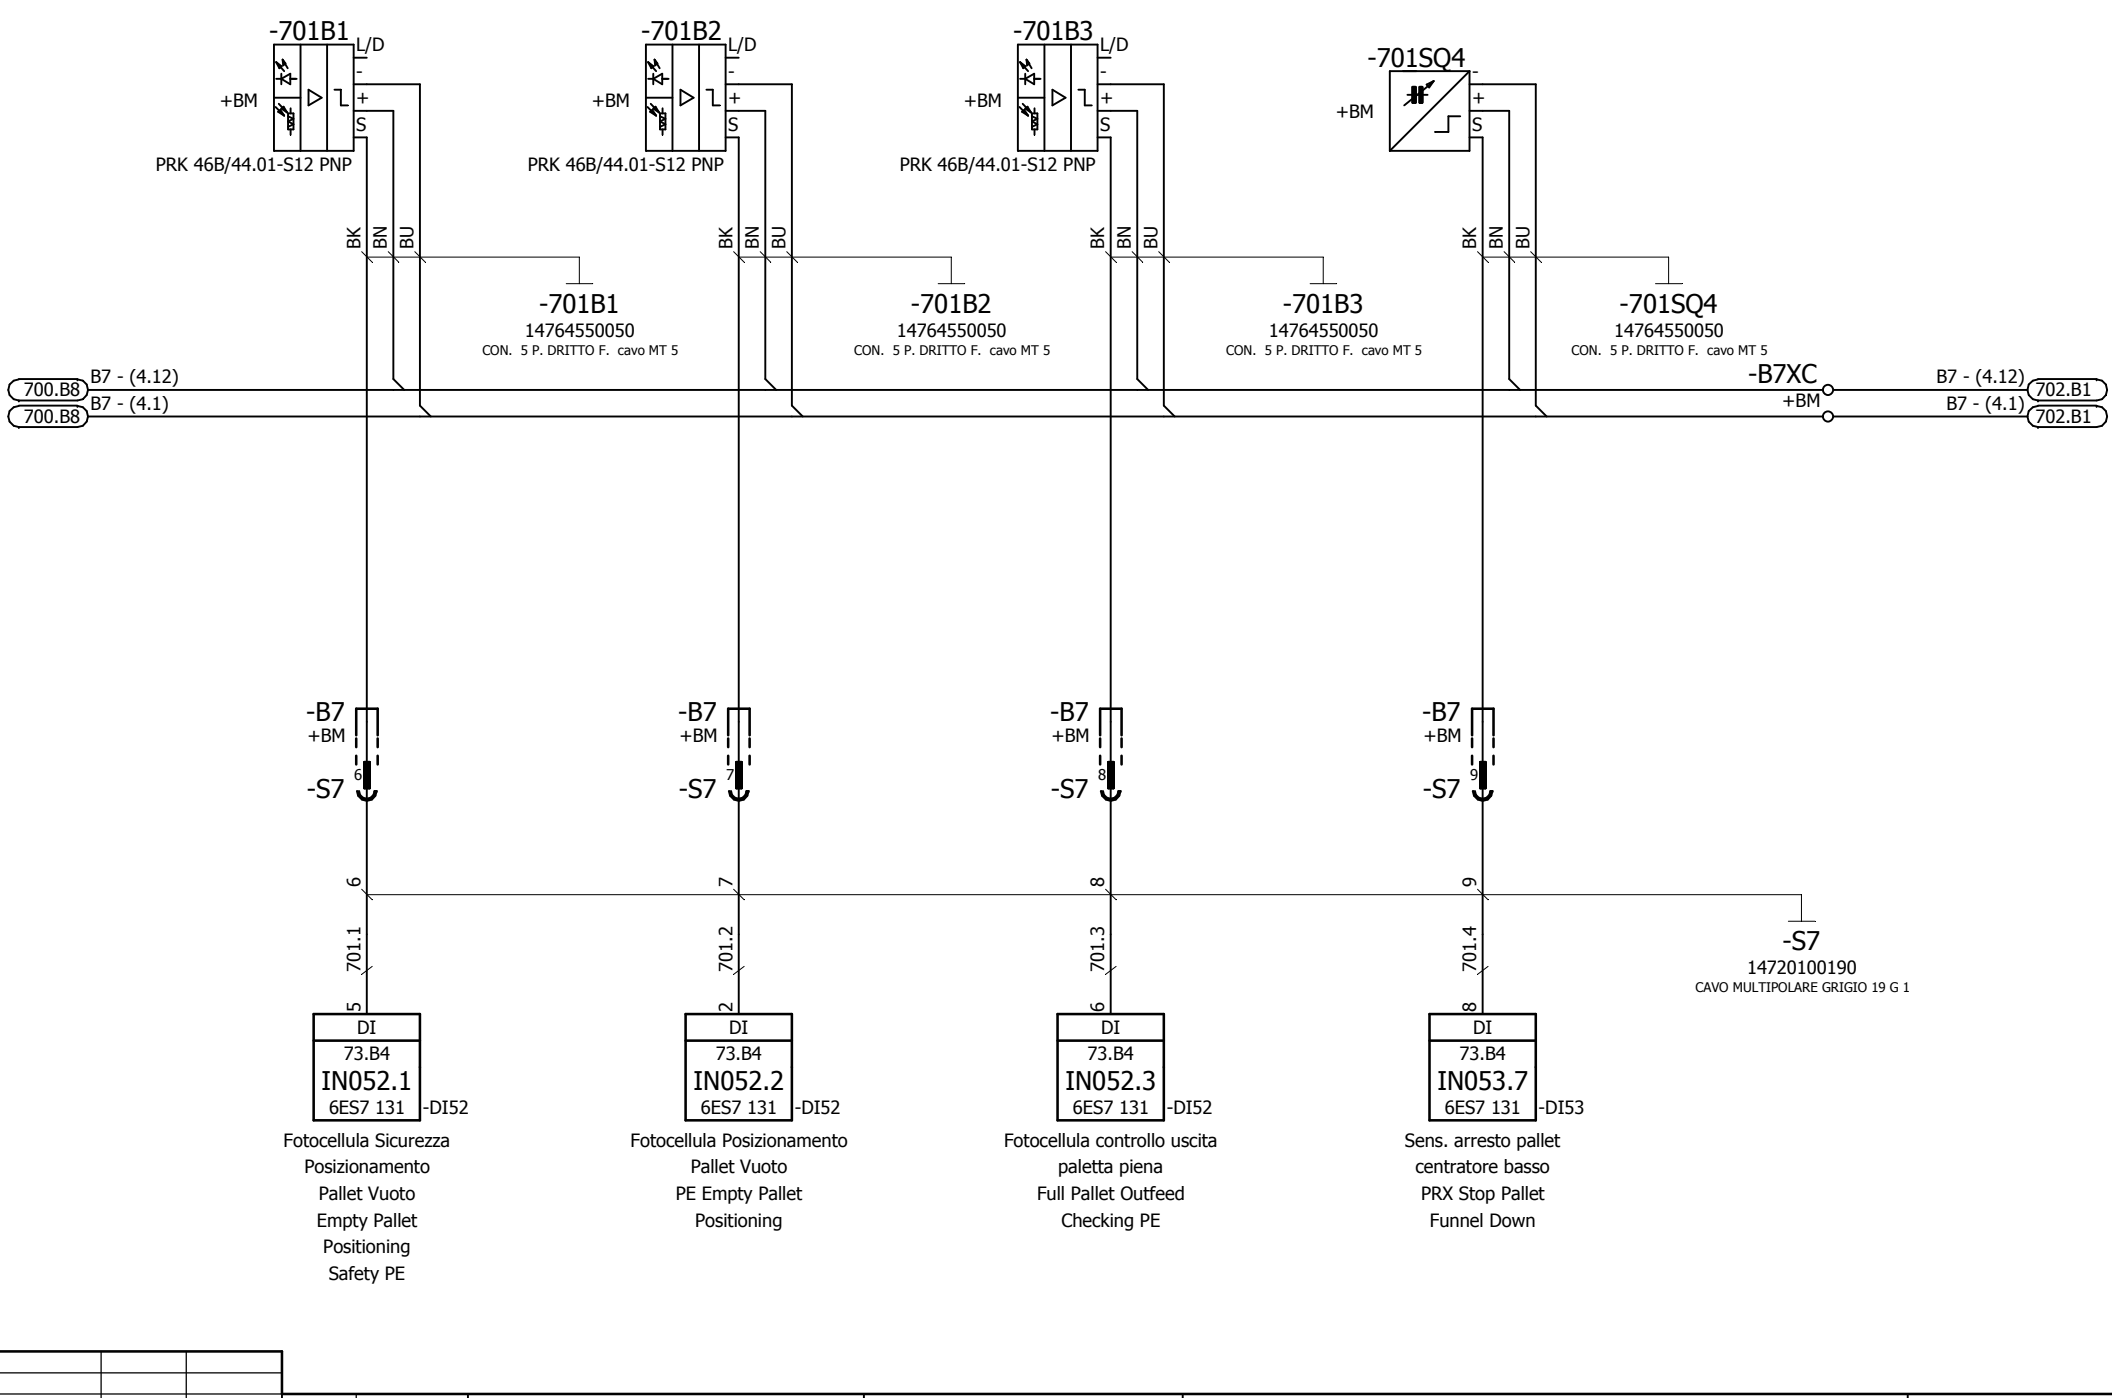 -701B1
L/D
-
+
S
+BM
PRK 46B/44.01-S12 PNP
-701B2
L/D
-
+
S
+BM
PRK 46B/44.01-S12 PNP
-701B3
L/D
-
+
S
+BM
PRK 46B/44.01-S12 PNP
-701SQ4
-
+
S
+BM
BK
BN
BU
BK
BN
BU
BK
BN
BU
BK
BN
BU
-701B1
14764550050
CON. 5 P. DRITTO F. cavo MT 5
-701B2
14764550050
CON. 5 P. DRITTO F. cavo MT 5
-701B3
14764550050
CON. 5 P. DRITTO F. cavo MT 5
-701SQ4
14764550050
CON. 5 P. DRITTO F. cavo MT 5
700.B8
B7 - (4.12)
-B7XC
B7 - (4.12)
702.B1
700.B8
B7 - (4.1)
+BM
B7 - (4.1)
702.B1
-B7
+BM
6
-S7
-B7
+BM
7
-S7
-B7
+BM
8
-S7
-B7
+BM
9
-S7
6
7
8
9
701.1
701.2
701.3
701.4
-S7
14720100190
CAVO MULTIPOLARE GRIGIO 19 G 1
5
DI
73.B4
IN052.1
6ES7 131
-DI52
Fotocellula Sicurezza
Posizionamento
Pallet Vuoto
Empty Pallet
Positioning
Safety PE
2
DI
73.B4
IN052.2
6ES7 131
-DI52
Fotocellula Posizionamento
Pallet Vuoto
PE Empty Pallet
Positioning
6
DI
73.B4
IN052.3
6ES7 131
-DI52
Fotocellula controllo uscita
paletta piena
Full Pallet Outfeed
Checking PE
8
DI
73.B4
IN053.7
6ES7 131
-DI53
Sens. arresto pallet
centratore basso
PRX Stop Pallet
Funnel Down